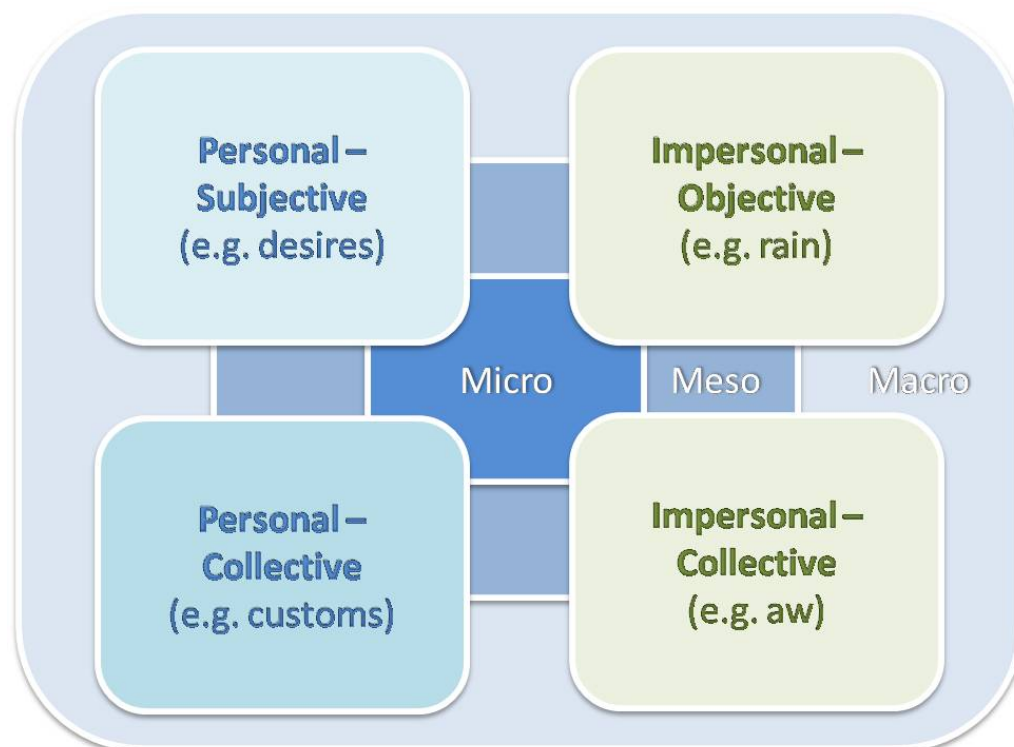 Personal –
Subjective
(e.g. desires)
Impersonal –
Objective
(e.g. rain)
Micro
Meso
Macro
Personal –
Collective
(e.g. customs)
Impersonal –
Collective
(e.g. aw)